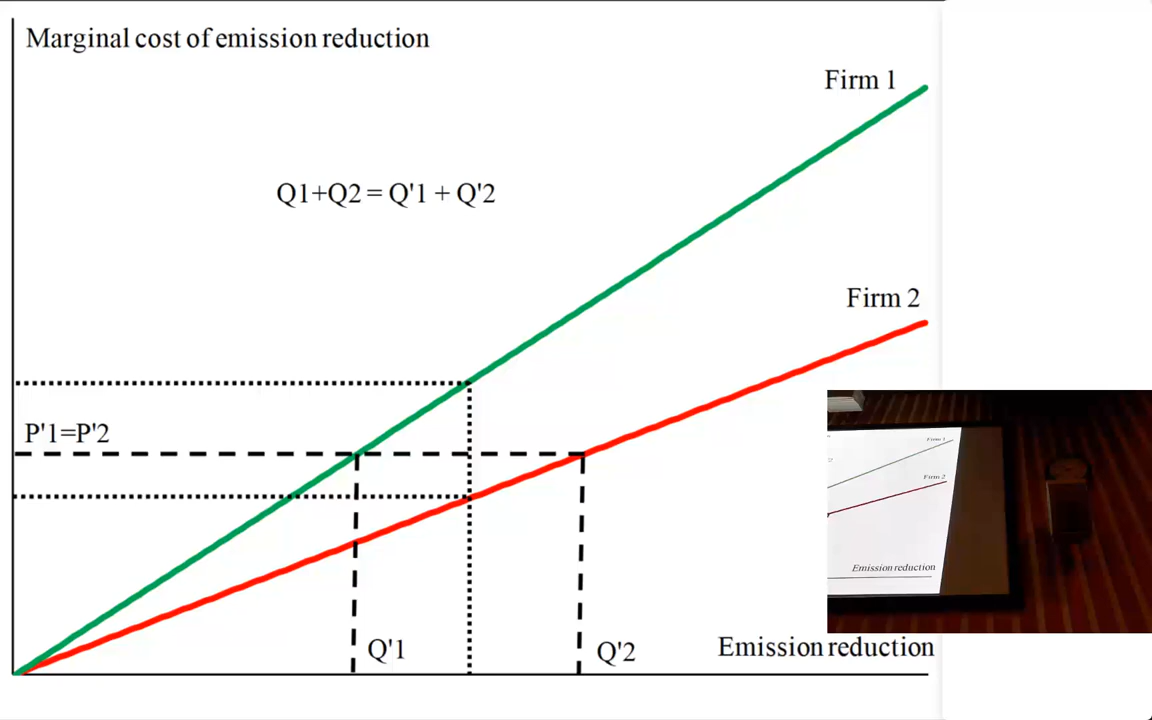 Marginal cost of emission reduction
Firm 1
Q1+Q2 = Q'1 + Q'2
Firm 2
P'1=P'2
Q'1
Q'2
Emission reduction
Firm 1
Firm 2
Emission reduction